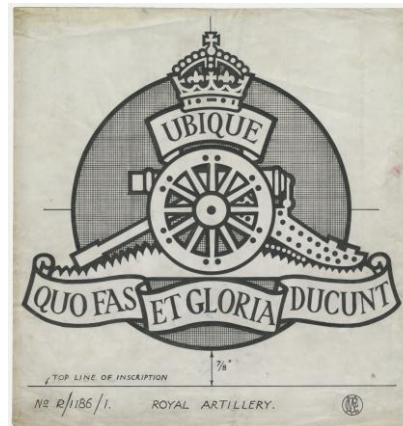 UBIQUE
QUO FAS ET GLORIA DUCUNT
7/8"
TOP LINE OF INSCRIPTION
No R/1186/1. ROYAL ARTILLERY.